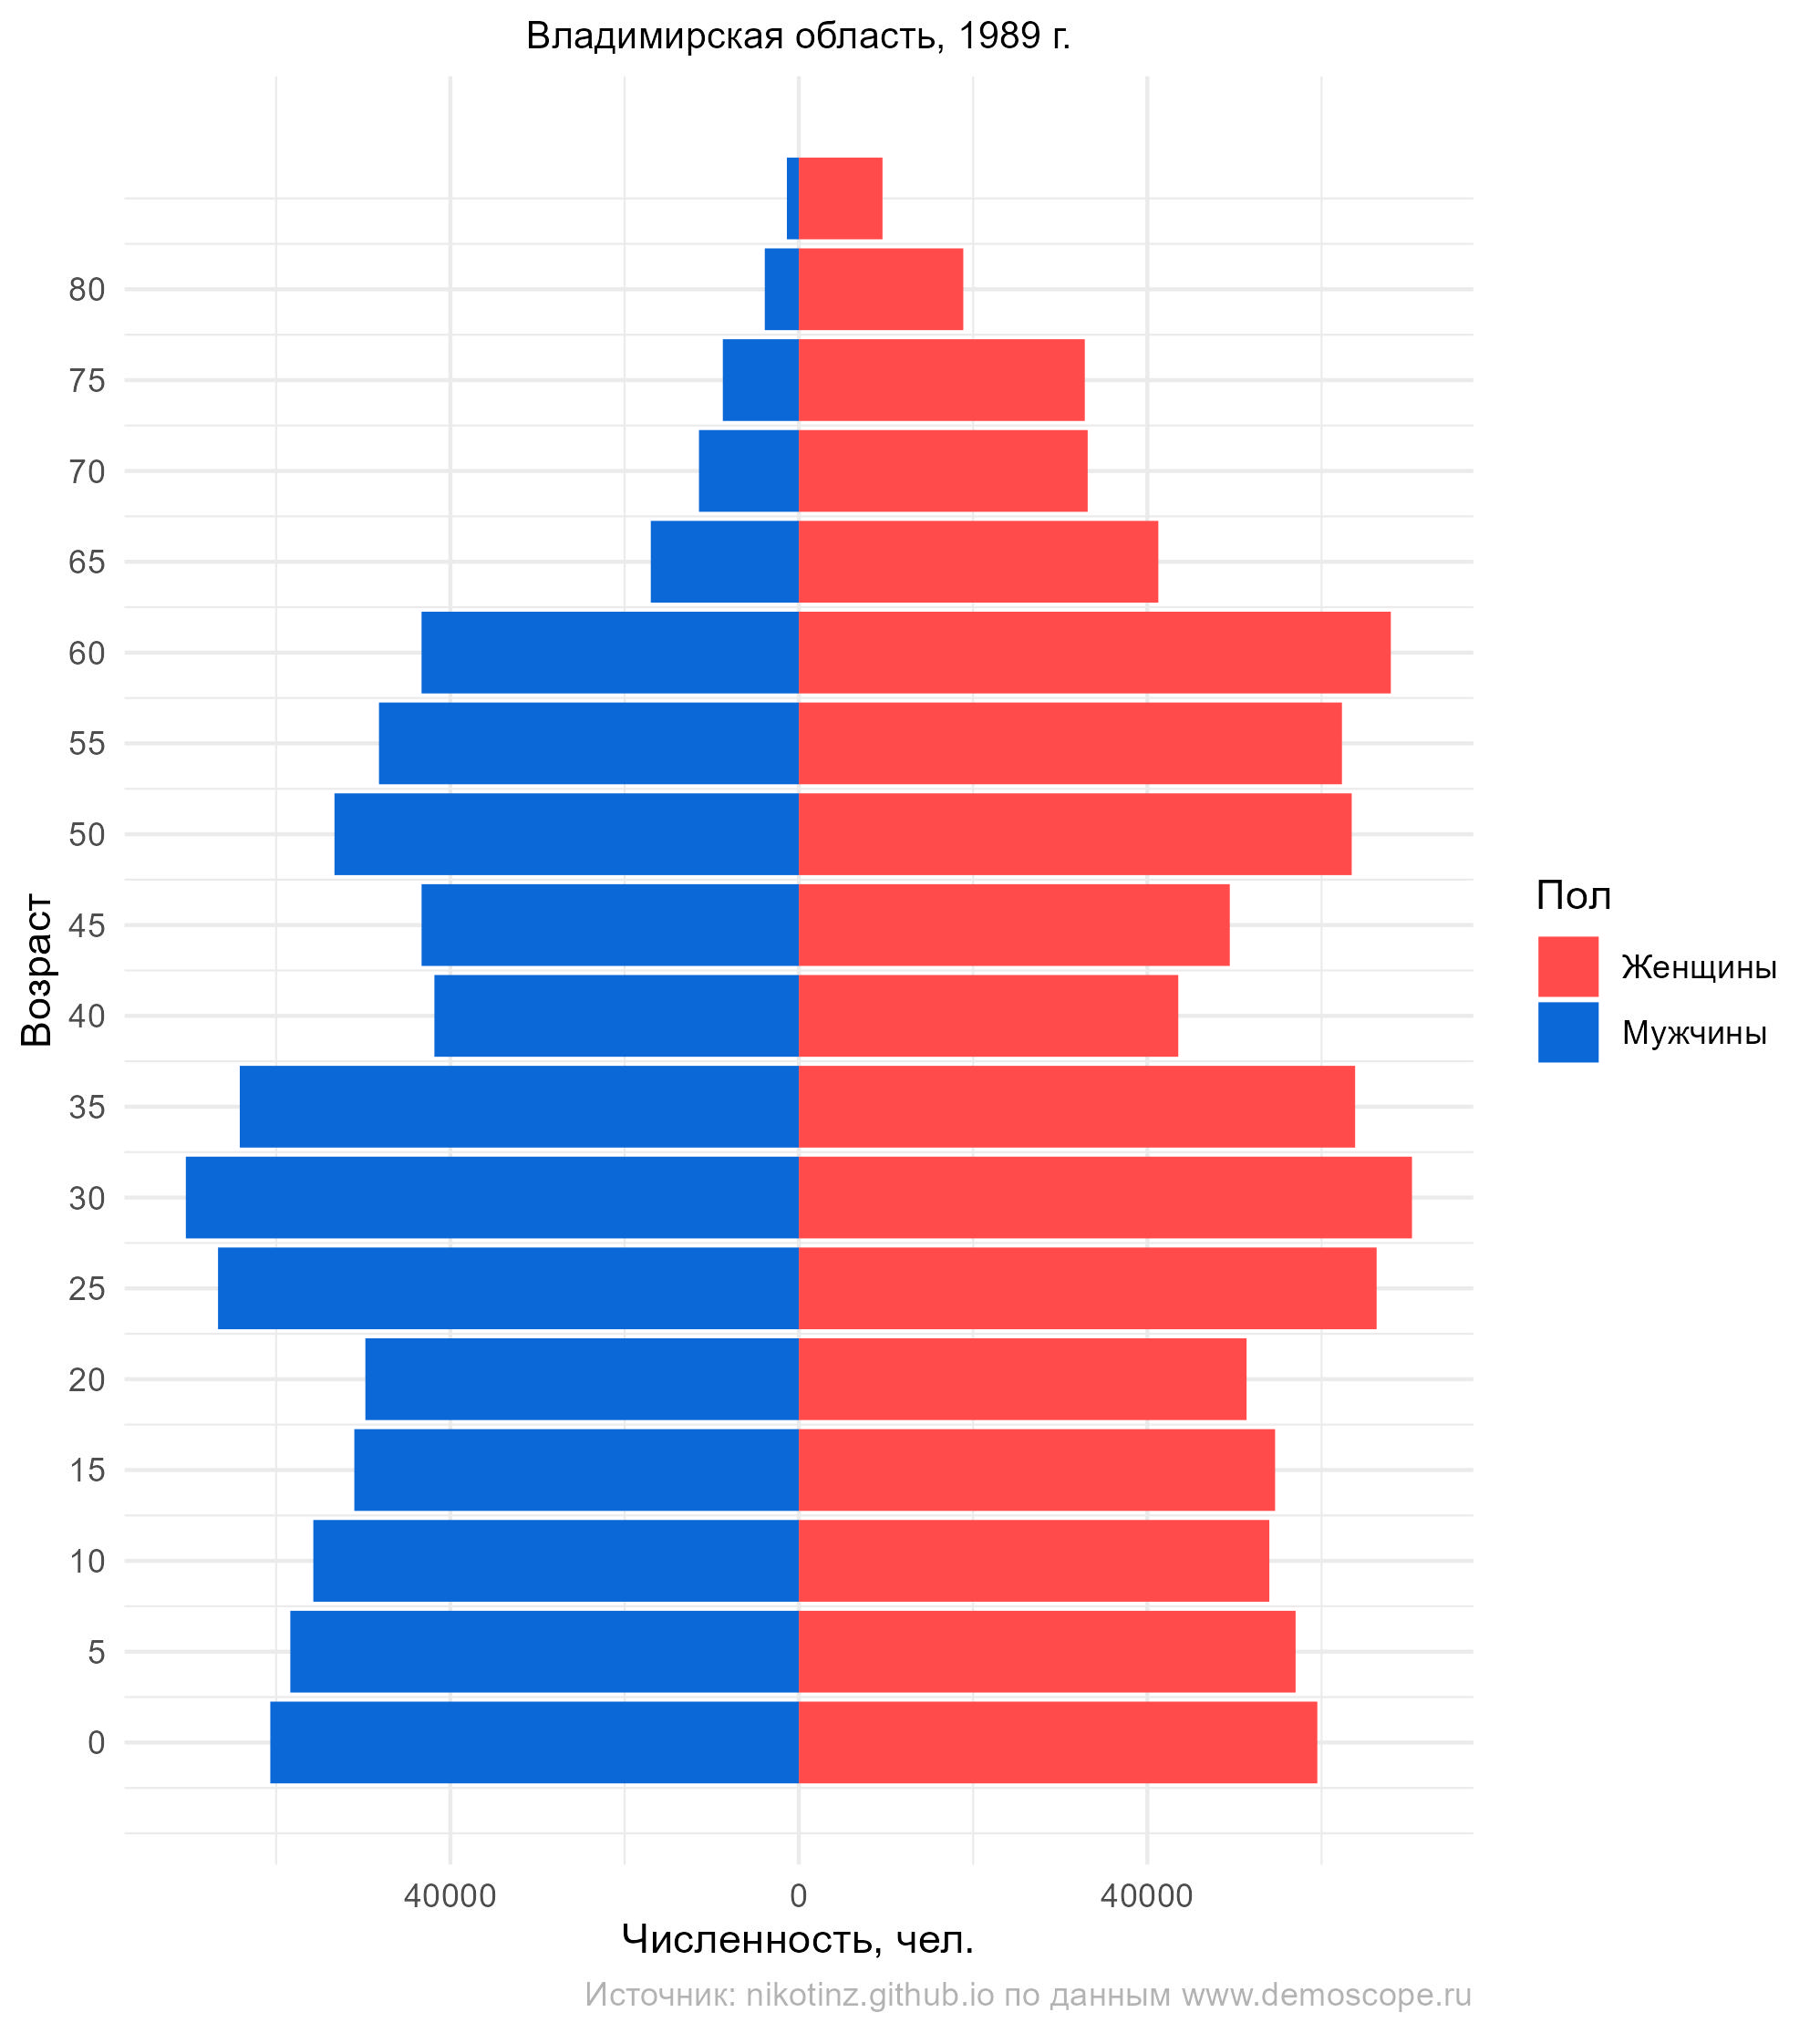 Владимирская область, 1989 г.
80
75
70
65
60
55
50
45
40
35
30
25
20
15
10
5
0
Возраст
40000 0 40000
Численность, чел.
Пол
Женщины
Мужчины
Источник: nikotinz.github.io по данным www.demoscope.ru